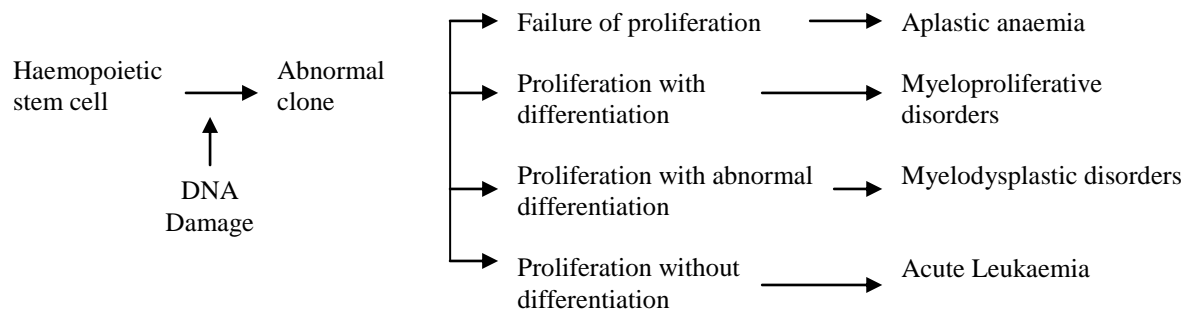 Haemopoietic
stem cell
Abnormal
clone
DNA
Damage
Failure of proliferation
Aplastic anaemia
Proliferation with
differentiation
Myeloproliferative
disorders
Proliferation with abnormal
differentiation
Myelodysplastic disorders
Proliferation without
differentiation
Acute Leukaemia